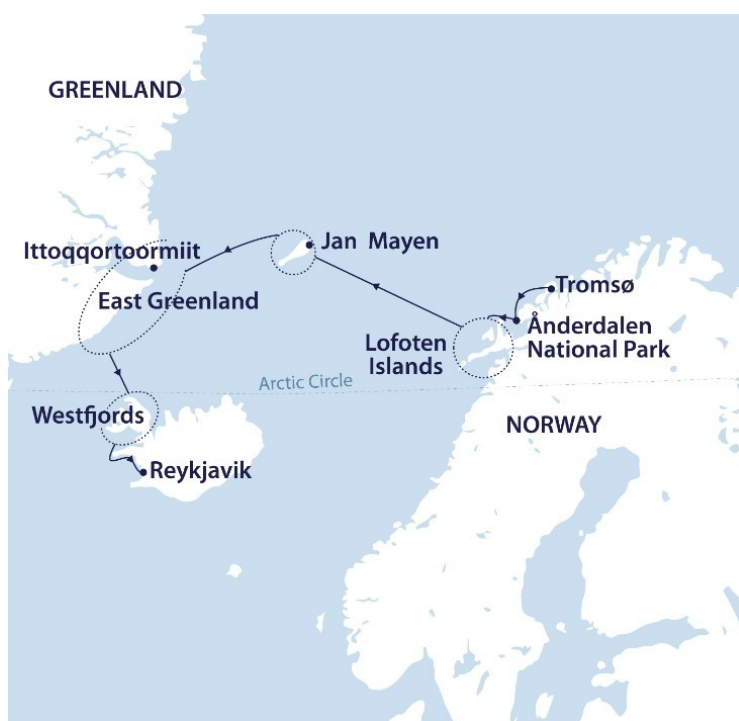 GREENLAND
Ittoqqortoormiit
East Greenland
Jan Mayen
Tromsø
Ånderdalen
National Park
Lofoten
Islands
Arctic Circle
Westfjords
NORWAY
Reykjavik